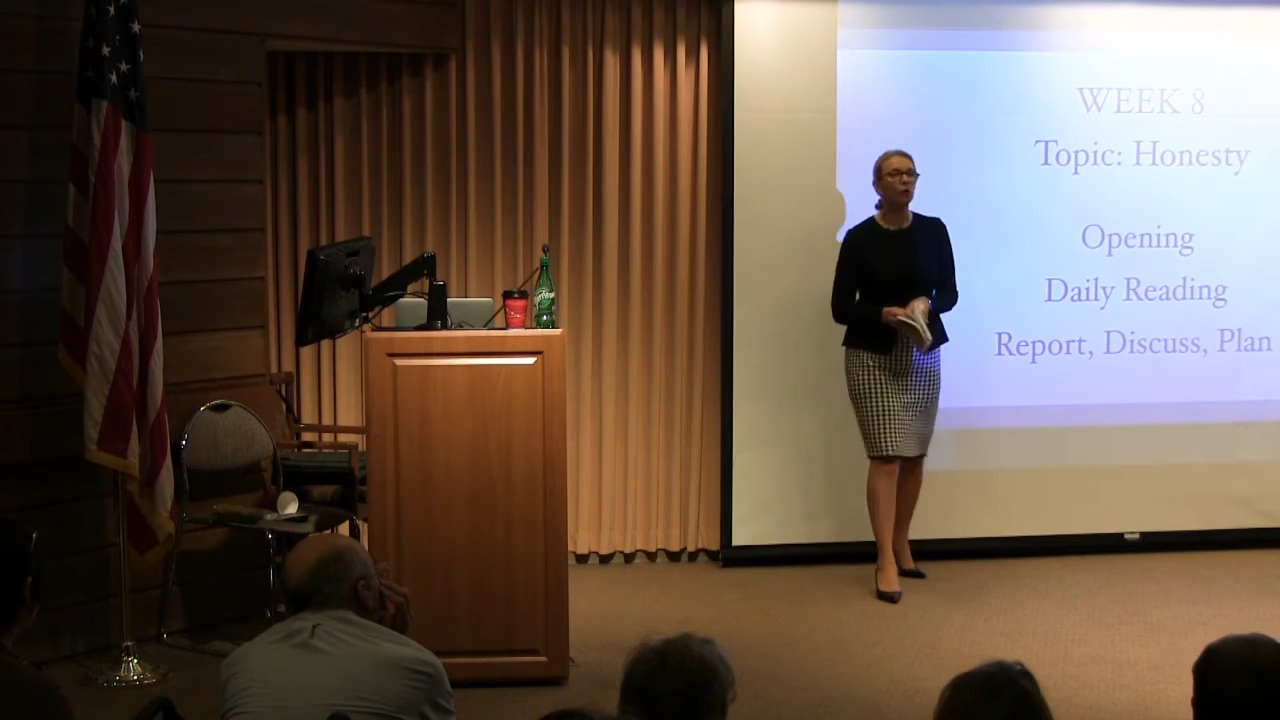 WEEK 8
Topic: Honesty
Opening
Daily Reading
Report, Discuss, Plan